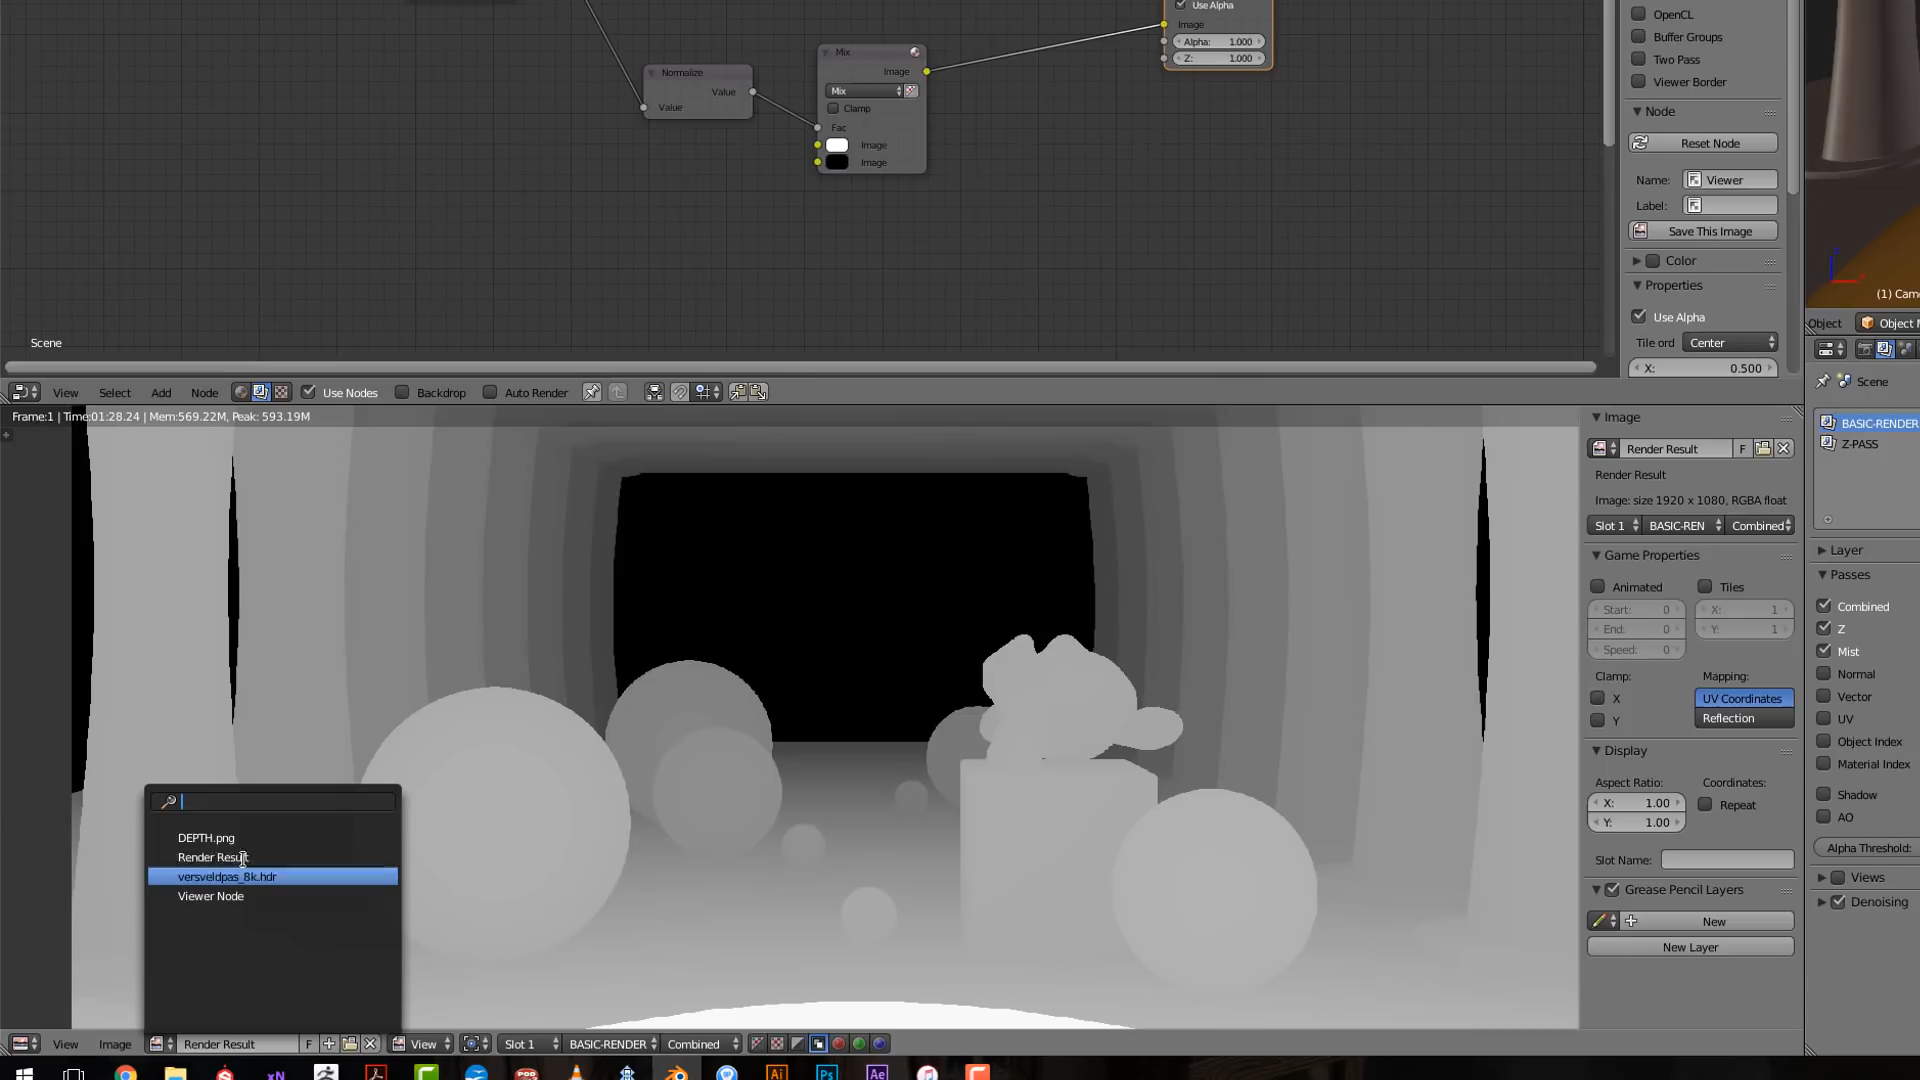 Use Alpha
Image
Alpha: 1.000
Z: 1.000
Mix
Image
Mix
Clamp
Fac
Image
Image
Normalize
Value
Value
Scene
OpenCL
Buffer Groups
Two Pass
Viewer Border
Node
Reset Node
Name: Viewer
Label:
Save This Image
Color
Properties
Use Alpha
Tile ord Center
X: 0.500
(1) Came
Object Object M
Scene
View Select Add Node Use Nodes Backdrop Auto Render
Frame:1 | Time:01:28.24 | Mem:569.22M, Peak: 593.19M
Image
Render Result F
Render Result
Image: size 1920 x 1080, RGBA float
Slot 1 BASIC-REN Combined
Game Properties
Animated Tiles
Start: 0 X: 1
End: 0 Y: 1
Speed: 0
Clamp: Mapping:
X UV Coordinates
Y Reflection
Display
Aspect Ratio: Coordinates:
X: 1.00 Repeat
Y: 1.00
Slot Name:
Grease Pencil Layers
New
New Layer
BASIC-RENDER
Z-PASS
Layer
Passes
Combined
Z
Mist
Normal
Vector
UV
Object Index
Material Index
Shadow
AO
Alpha Threshold:
Views
Denoising
DEPTH.png
Render Result
versveldpas_8k.hdr
Viewer Node
View Image Render Result F View Slot 1 BASIC-RENDER Combined
xN POD Ai Ps Ae